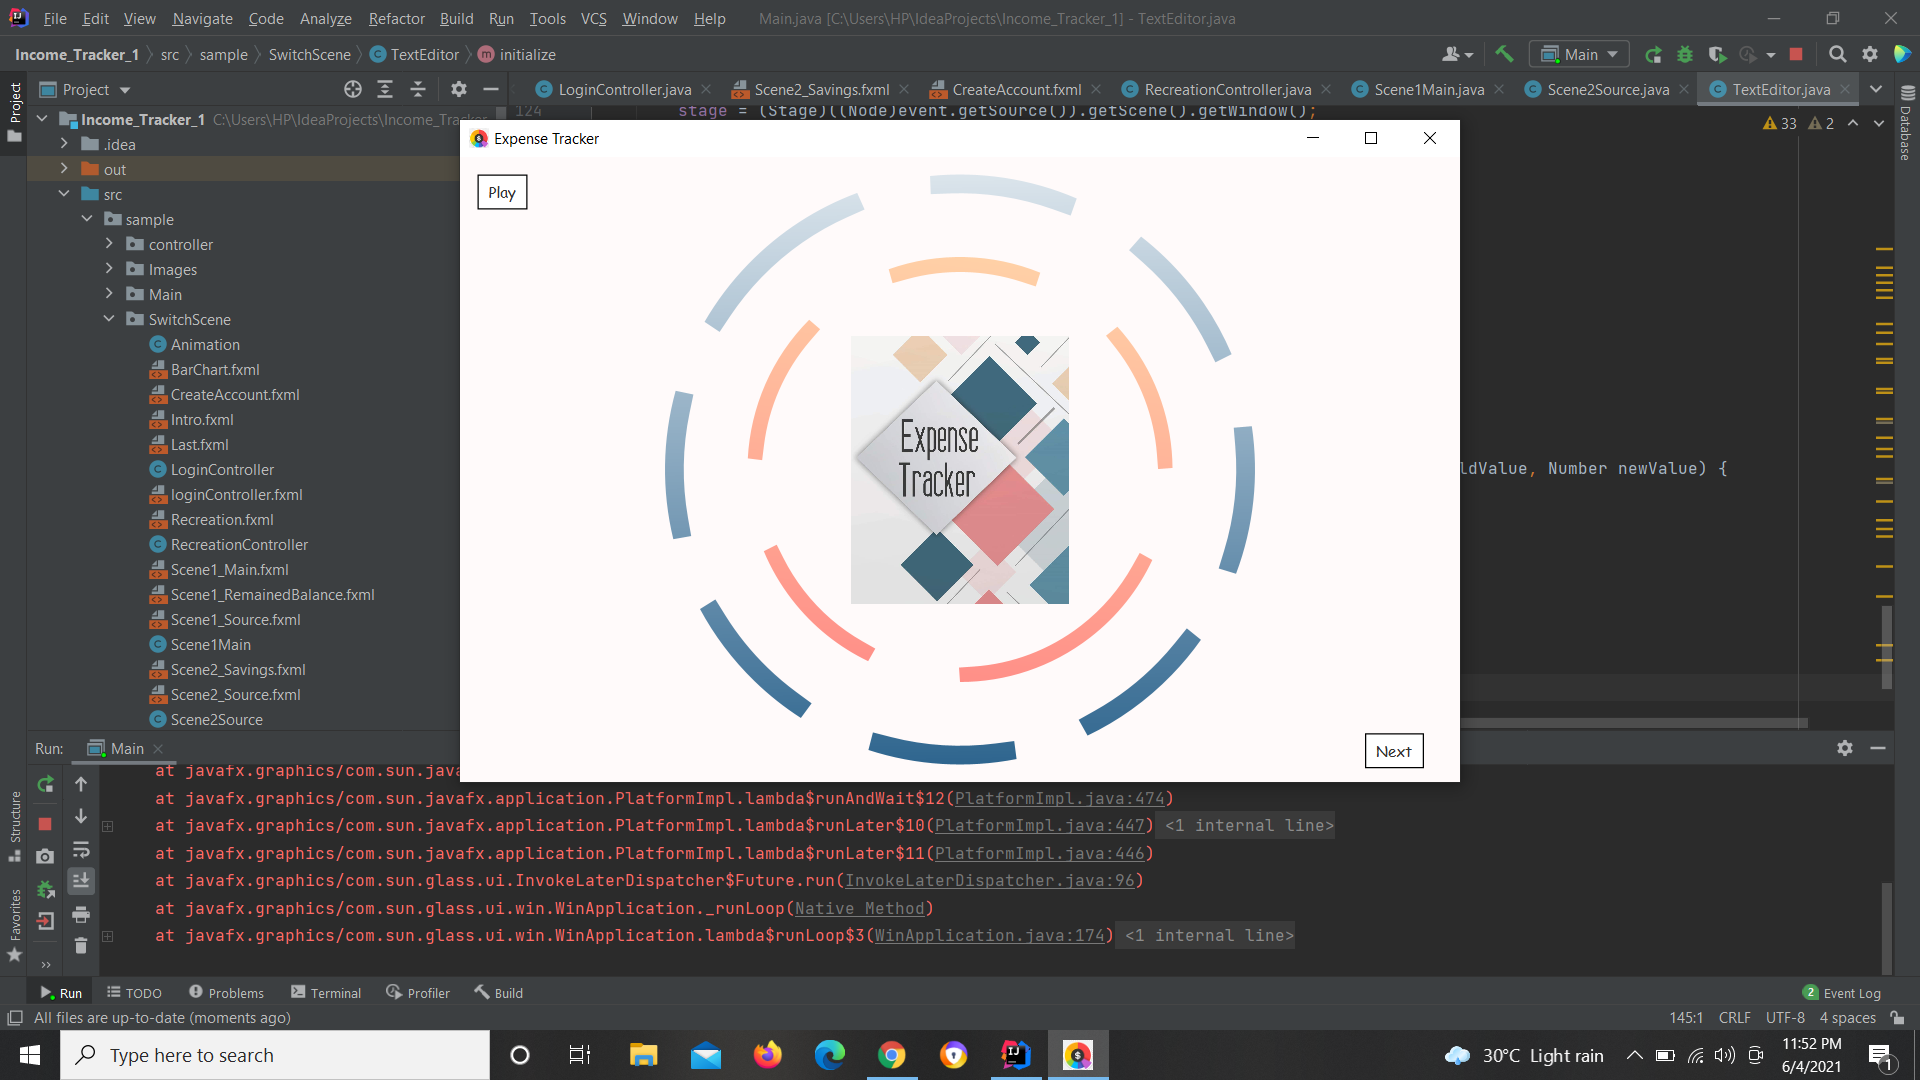 File Edit View Navigate Code Analyze Refactor Build Run Tools VCS Window Help Main.java [C:\Users\HP\IdeaProjects\Income_Tracker_1] - TextEditor.java
Income_Tracker_1 src sample SwitchScene TextEditor initialize Main
Project LoginController.java Scene2_Savings.fxml CreateAccount.fxml RecreationController.java Scene1Main.java Scene2Source.java TextEditor.java
Project
Database
124 stage = (Stage)((Node)event.getSource()).getScene().getWindow();
Income_Tracker_1 C:\Users\HP\IdeaProjects\Income_Tracker
33 2
.idea
out
src
sample
controller
Images
Main
SwitchScene
Animation
BarChart.fxml
CreateAccount.fxml
Intro.fxml
Last.fxml
LoginController
loginController.fxml
Recreation.fxml
RecreationController
Scene1_Main.fxml
Scene1_RemainedBalance.fxml
Scene1_Source.fxml
Scene1Main
Scene2_Savings.fxml
Scene2_Source.fxml
Scene2Source
Expense Tracker
Play
Expense
Tracker
Next
ldValue, Number newValue) {
Run: Main
Structure
Favorites
at javafx.graphics/com.sun.java
at javafx.graphics/com.sun.javafx.application.PlatformImpl.lambda$runAndWait$12(PlatformImpl.java:474)
at javafx.graphics/com.sun.javafx.application.PlatformImpl.lambda$runLater$10(PlatformImpl.java:447) <1 internal line>
at javafx.graphics/com.sun.javafx.application.PlatformImpl.lambda$runLater$11(PlatformImpl.java:446)
at javafx.graphics/com.sun.glass.ui.InvokeLaterDispatcher$Future.run(InvokeLaterDispatcher.java:96)
at javafx.graphics/com.sun.glass.ui.win.WinApplication._runLoop(Native Method)
at javafx.graphics/com.sun.glass.ui.win.WinApplication.lambda$runLoop$3(WinApplication.java:174) <1 internal line>
Run TODO Problems Terminal Profiler Build 2 Event Log
All files are up-to-date (moments ago) 145:1 CRLF UTF-8 4 spaces
Type here to search 30°C Light rain
11:52 PM
6/4/2021
1